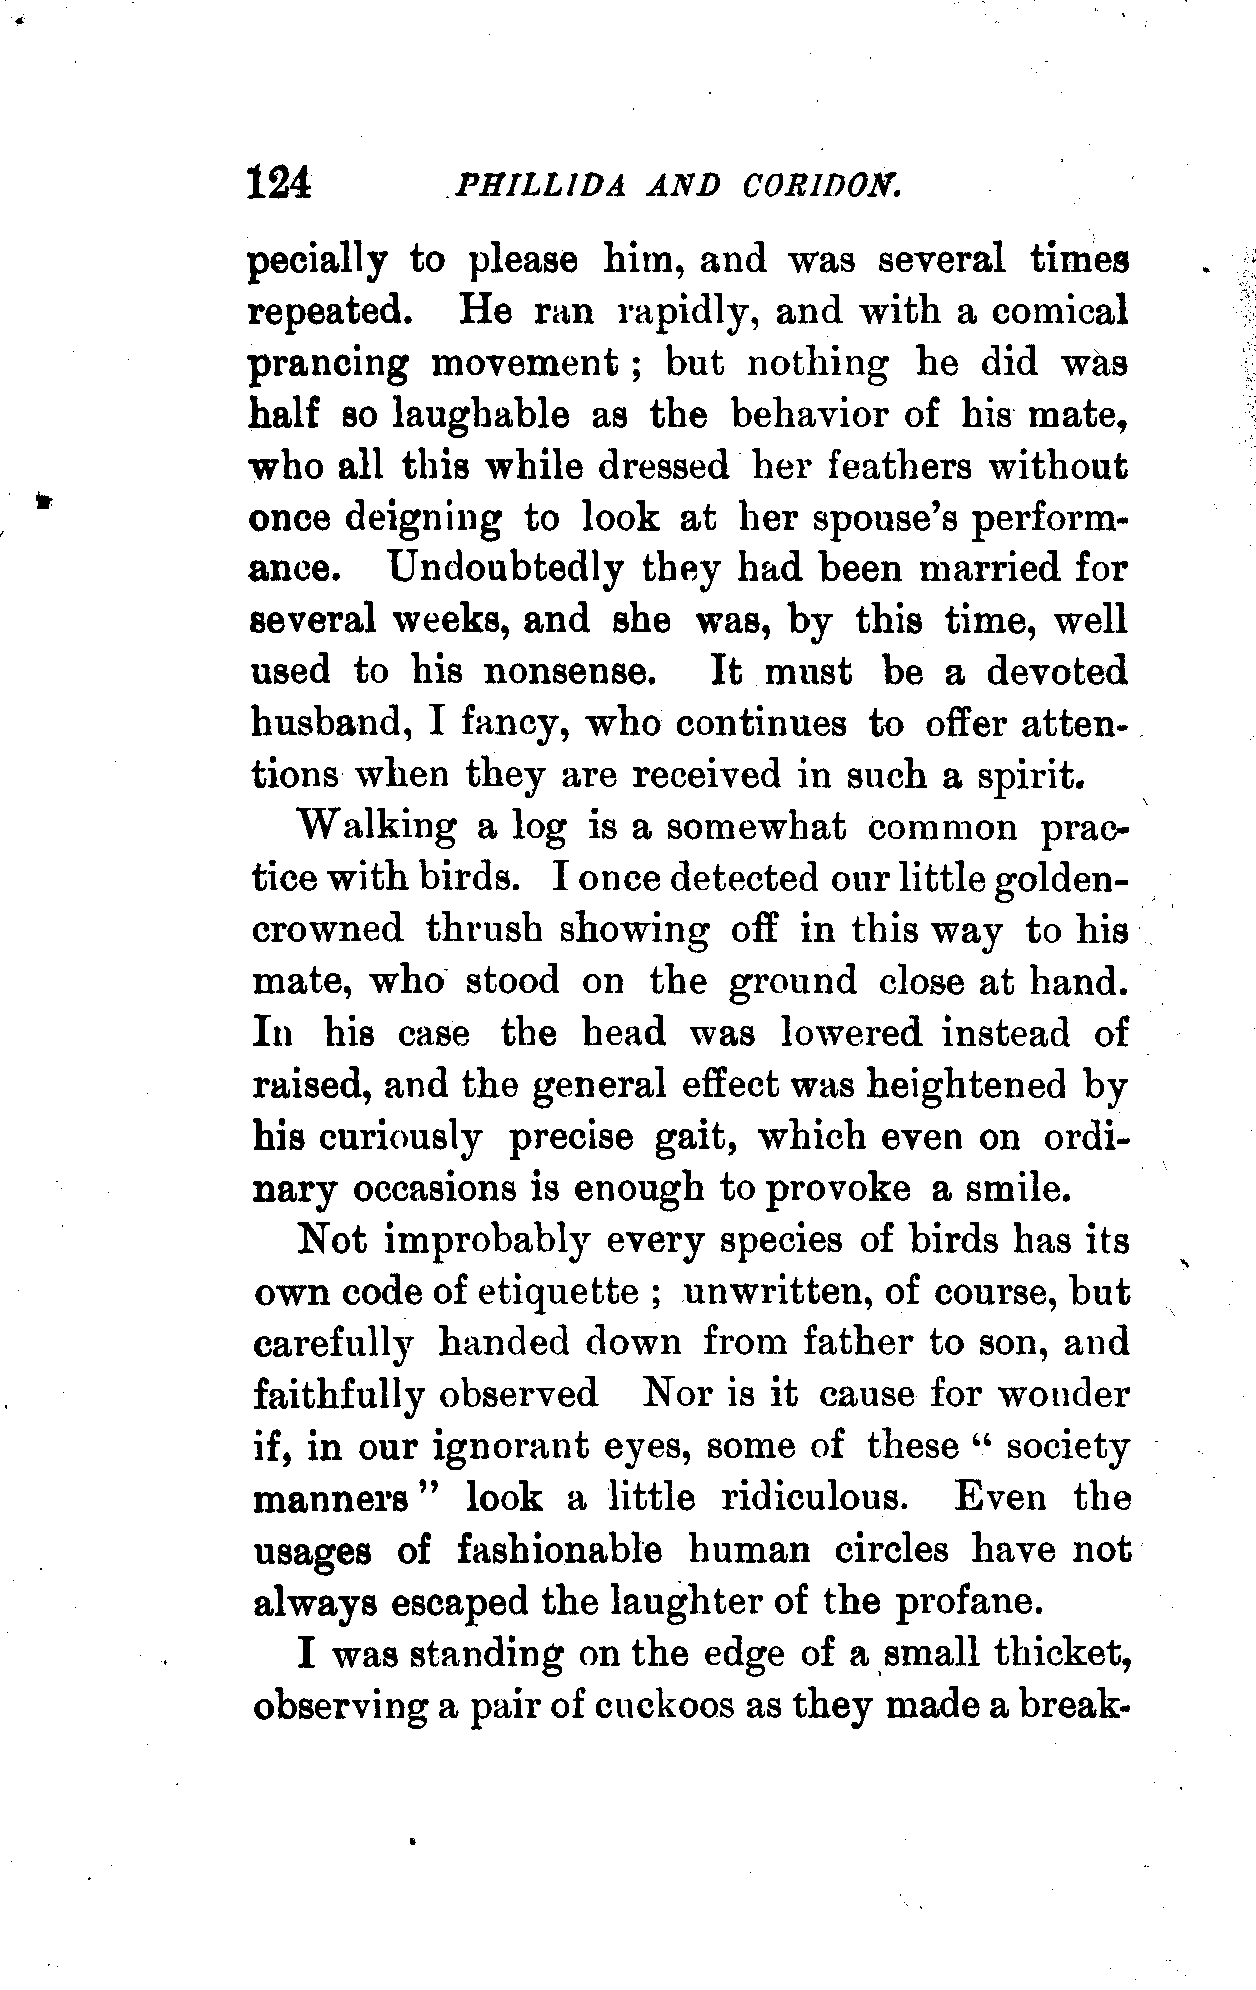 124 PHILLIDA AND CORIDON.
pecially to please him, and was several times
repeated. He ran rapidly, and with a comical
prancing movement ; but nothing he did was
half so laughable as the behavior of his mate,
who all this while dressed her feathers without
once deigning to look at her spouse's perform-
ance. Undoubtedly they had been married for
several weeks, and she was, by this time, well
used to his nonsense. It must be a devoted
husband, I fancy, who continues to offer atten-
tions when they are received in such a spirit.
Walking a log is a somewhat common prac-
tice with birds. I once detected our little golden-
crowned thrush showing off in this way to his
mate, who stood on the ground close at hand.
In his case the head was lowered instead of
raised, and the general effect was heightened by
his curiously precise gait, which even on ordi-
nary occasions is enough to provoke a smile.
Not improbably every species of birds has its
own code of etiquette ; unwritten, of course, but
carefully handed down from father to son, and
faithfully observed Nor is it cause for wonder
if, in our ignorant eyes, some of these “ society
manners ” look a little ridiculous. Even the
usages of fashionable human circles have not
always escaped the laughter of the profane.
I was standing on the edge of a small thicket,
observing a pair of cuckoos as they made a break-